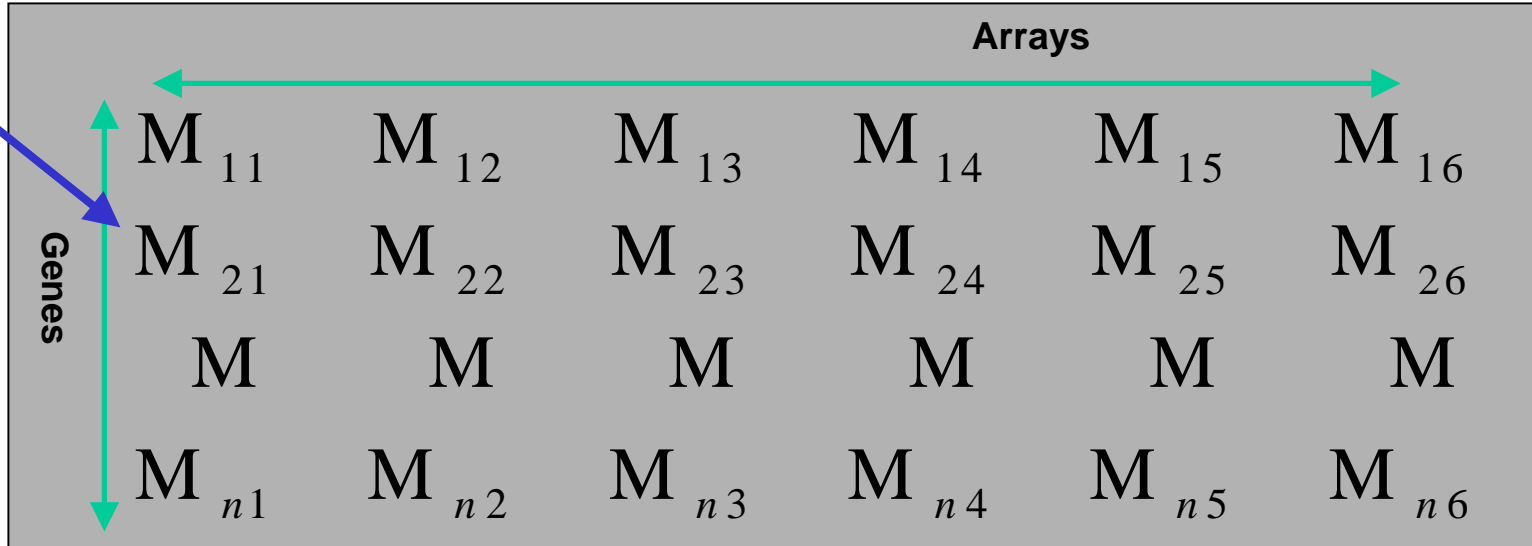 Arrays
M 11 M 12 M 13 M 14 M 15 M 16
Genes
M 21 M 22 M 23 M 24 M 25 M 26
M M M M M M
M n1 M n2 M n3 M n4 M n5 M n6